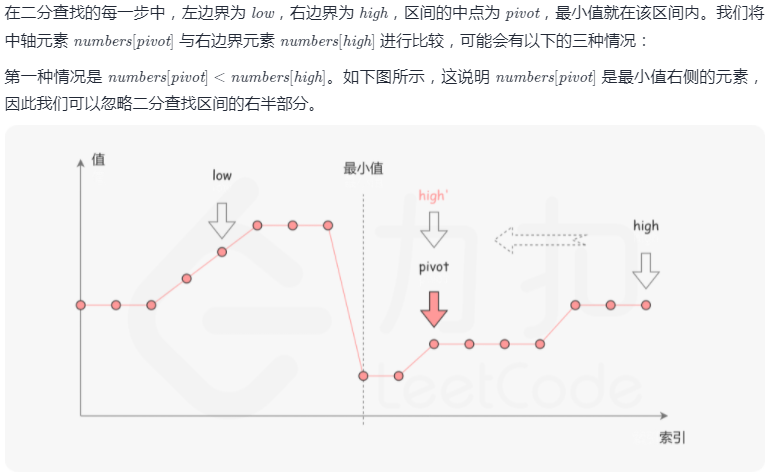 在二分查找的每一步中，左边界为 low，右边界为 high，区间的中点为 pivot，最小值就在该区间内。我们将
中轴元素 numbers[pivot] 与右边界元素 numbers[high] 进行比较，可能会有以下的三种情况：
第一种情况是 numbers[pivot] < numbers[high]。如下图所示，这说明 numbers[pivot] 是最小值右侧的元素，
因此我们可以忽略二分查找区间的右半部分。
值
最小值
low
high'
high
pivot
力扣
LeetCode
索引